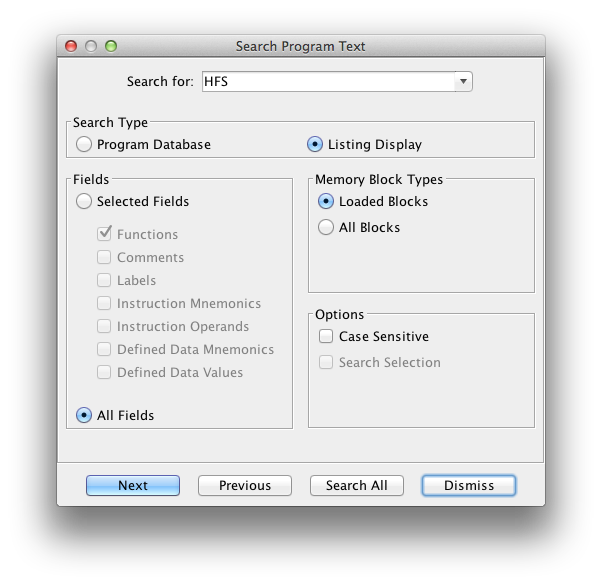 Search Program Text
Search for: HFS
Search Type
Program Database
Listing Display
Fields
Selected Fields
Functions
Comments
Labels
Instruction Mnemonics
Instruction Operands
Defined Data Mnemonics
Defined Data Values
All Fields
Memory Block Types
Loaded Blocks
All Blocks
Options
Case Sensitive
Search Selection
Next
Previous
Search All
Dismiss